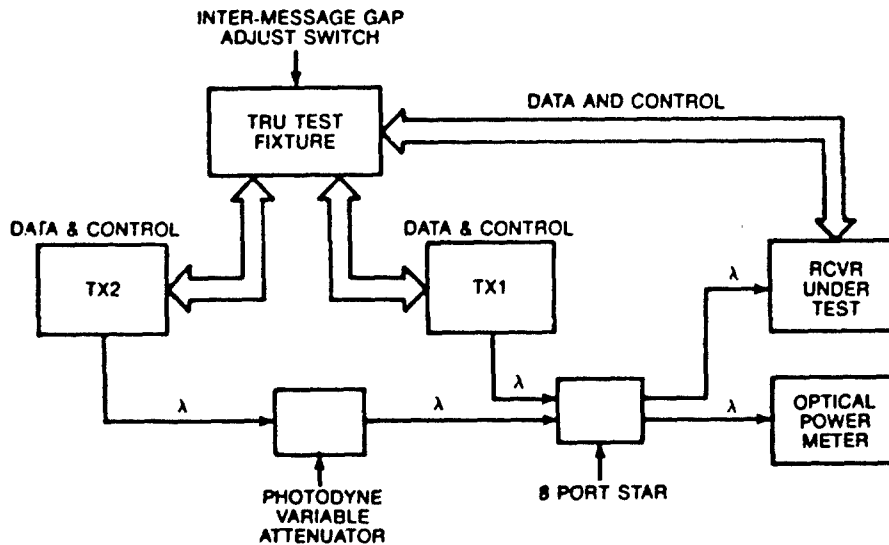 INTER-MESSAGE GAP
ADJUST SWITCH
TRU TEST
FIXTURE
DATA AND CONTROL
DATA & CONTROL
DATA & CONTROL
TX2
TX1
RCVR
UNDER
TEST
λ
λ
λ
λ
λ
OPTICAL
POWER
METER
PHOTODYNE
VARIABLE
ATTENUATOR
8 PORT STAR